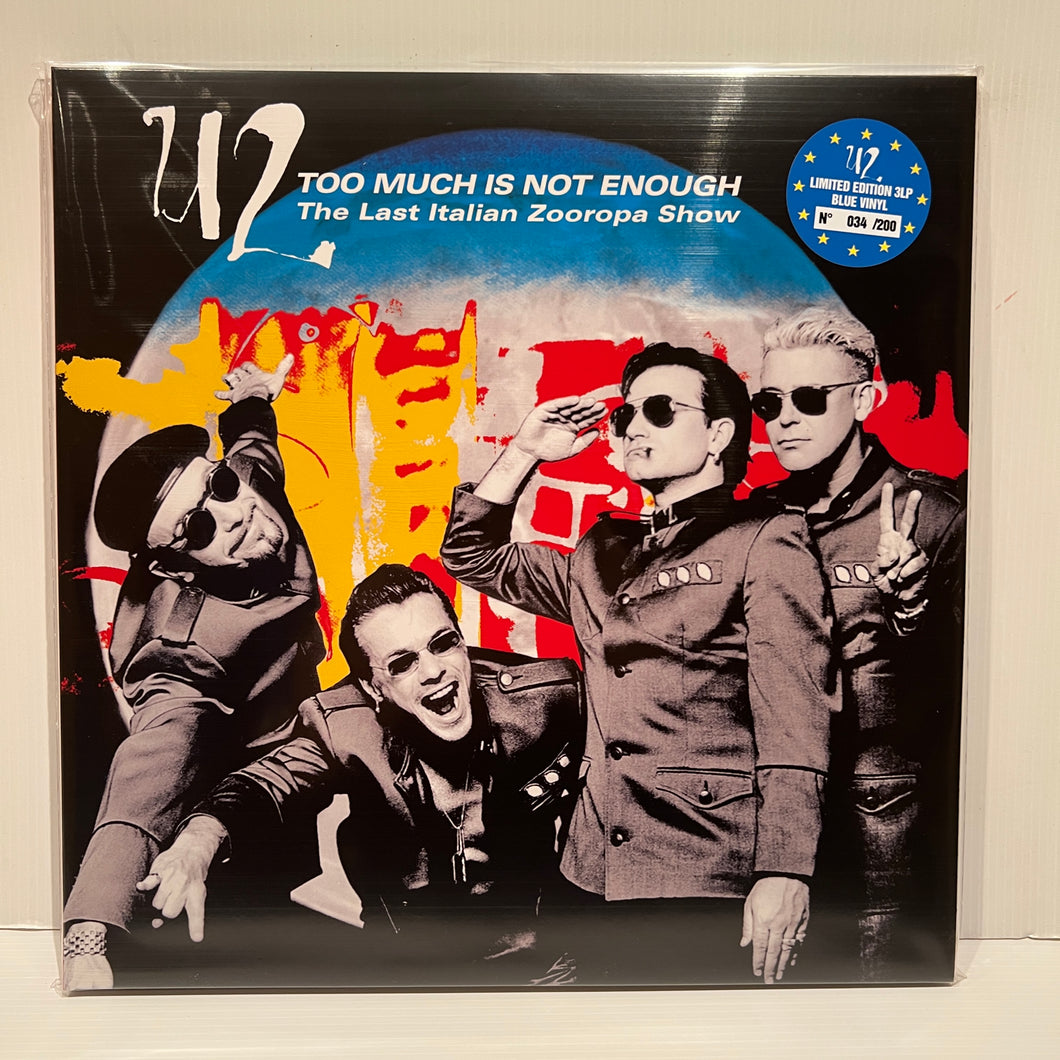 U2
TOO MUCH IS NOT ENOUGH
The Last Italian Zooropa Show
U2
LIMITED EDITION 3LP
BLUE VINYL
N° 034 /200